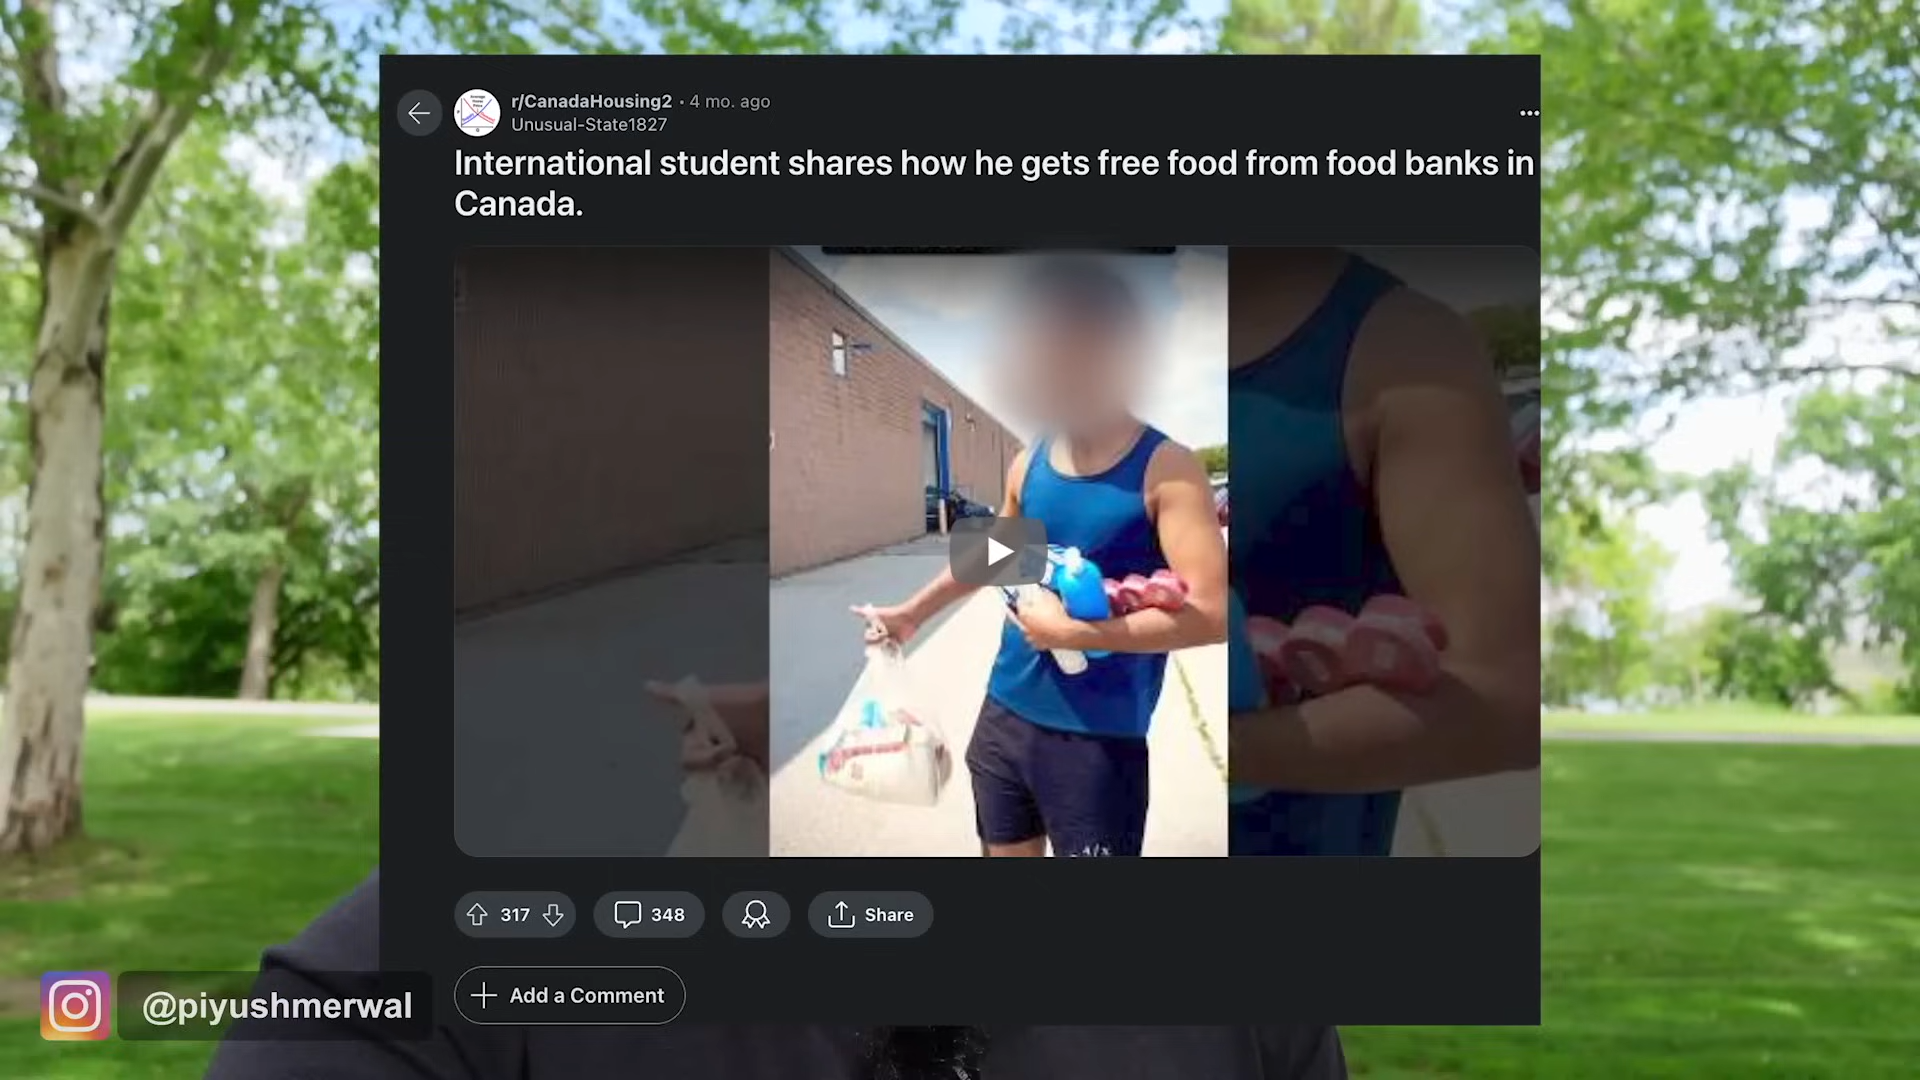 r/CanadaHousing2 · 4 mo. ago
Unusual-State1827
International student shares how he gets free food from food banks in
Canada.
317
348
Share
Add a Comment
@piyushmerwal